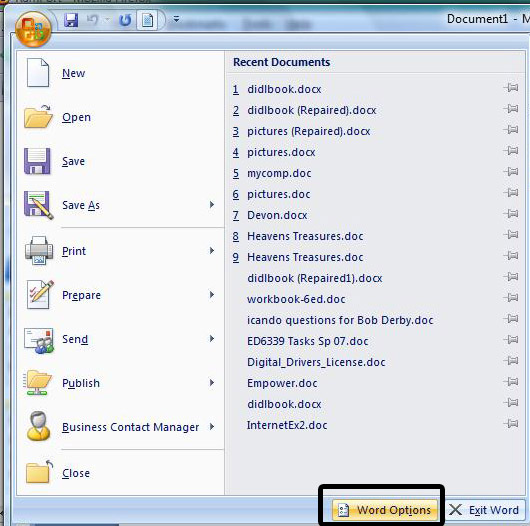 Document1 - M
New
Open
Save
Save As
Print
Prepare
Send
Publish
Business Contact Manager
Close
Recent Documents
1 didlbook.docx
2 didlbook (Repaired).docx
3 pictures (Repaired).docx
4 pictures.docx
5 mycomp.doc
6 pictures.doc
7 Devon.docx
8 Heavens Treasures.doc
9 Heavens Treasures.doc
didlbook (Repaired1).docx
workbook-6ed.doc
icando questions for Bob Derby.doc
ED6339 Tasks Sp 07.doc
Digital_Drivers_License.doc
Empower.doc
didlbook.docx
InternetEx2.doc
Word Options
Exit Word